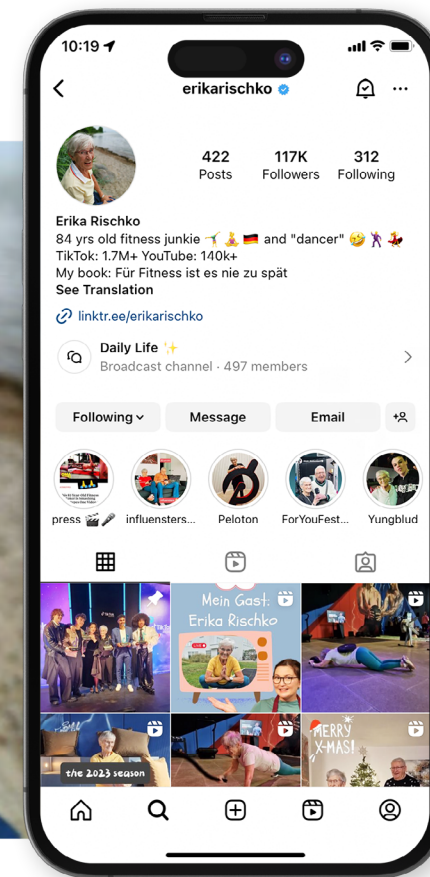 10:19
erikarischko
422
Posts
117K
Followers
312
Following
Erika Rischko
84 yrs old fitness junkie 🤸‍♀️ 🧘‍♀️ 🇩🇪 and "dancer" 🤣 🕺 💃
TikTok: 1.7M+ YouTube: 140k+
My book: Für Fitness ist es nie zu spät
See Translation
linktr.ee/erikarischko
Daily Life ✨
Broadcast channel · 497 members
Following
Message
Email
press 🎬 🎤
influensters...
Peloton
ForYouFest...
Yungblud
Mein Gast:
Erika Rischko
the 2023 season
MERRY
X-MAS!